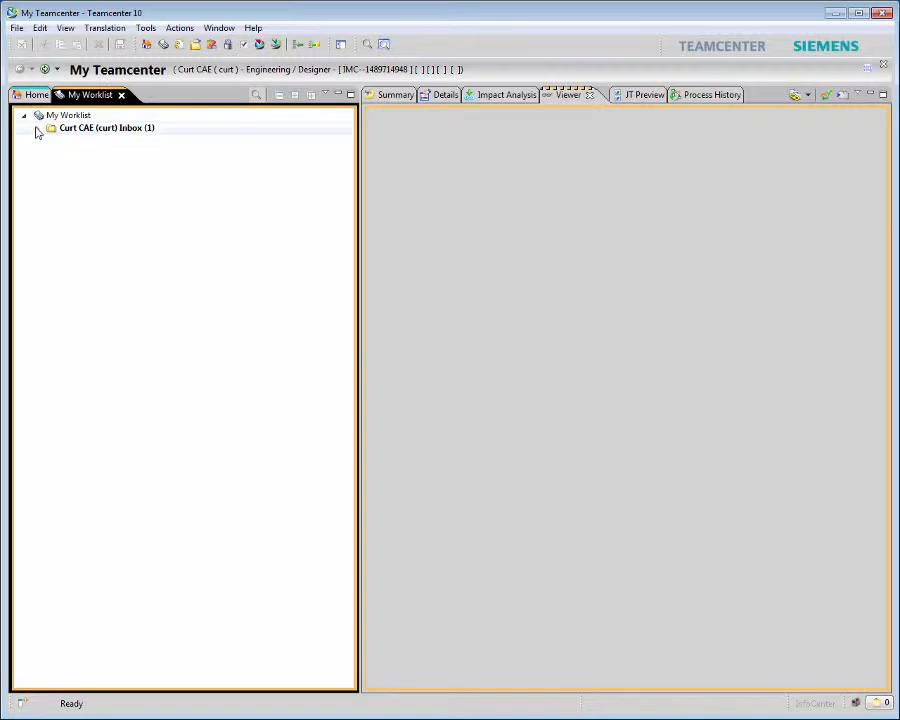 My Teamcenter - Teamcenter 10
File Edit View Translation Tools Actions Window Help
TEAMCENTER SIEMENS
My Teamcenter ( Curt CAE ( curt ) - Engineering / Designer - [ IMC--1489714948 ] [ ] [ ] [ ] [ ])
Home My Worklist Summary Details Impact Analysis Viewer JT Preview Process History
My Worklist
Curt CAE (curt) Inbox (1)
Ready InfoCenter 0